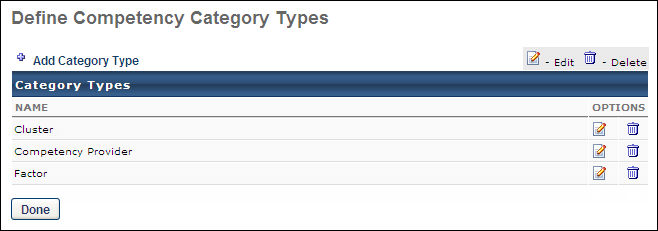 Define Competency Category Types
Add Category Type - Edit - Delete
Category Types
NAME OPTIONS
Cluster
Competency Provider
Factor
Done